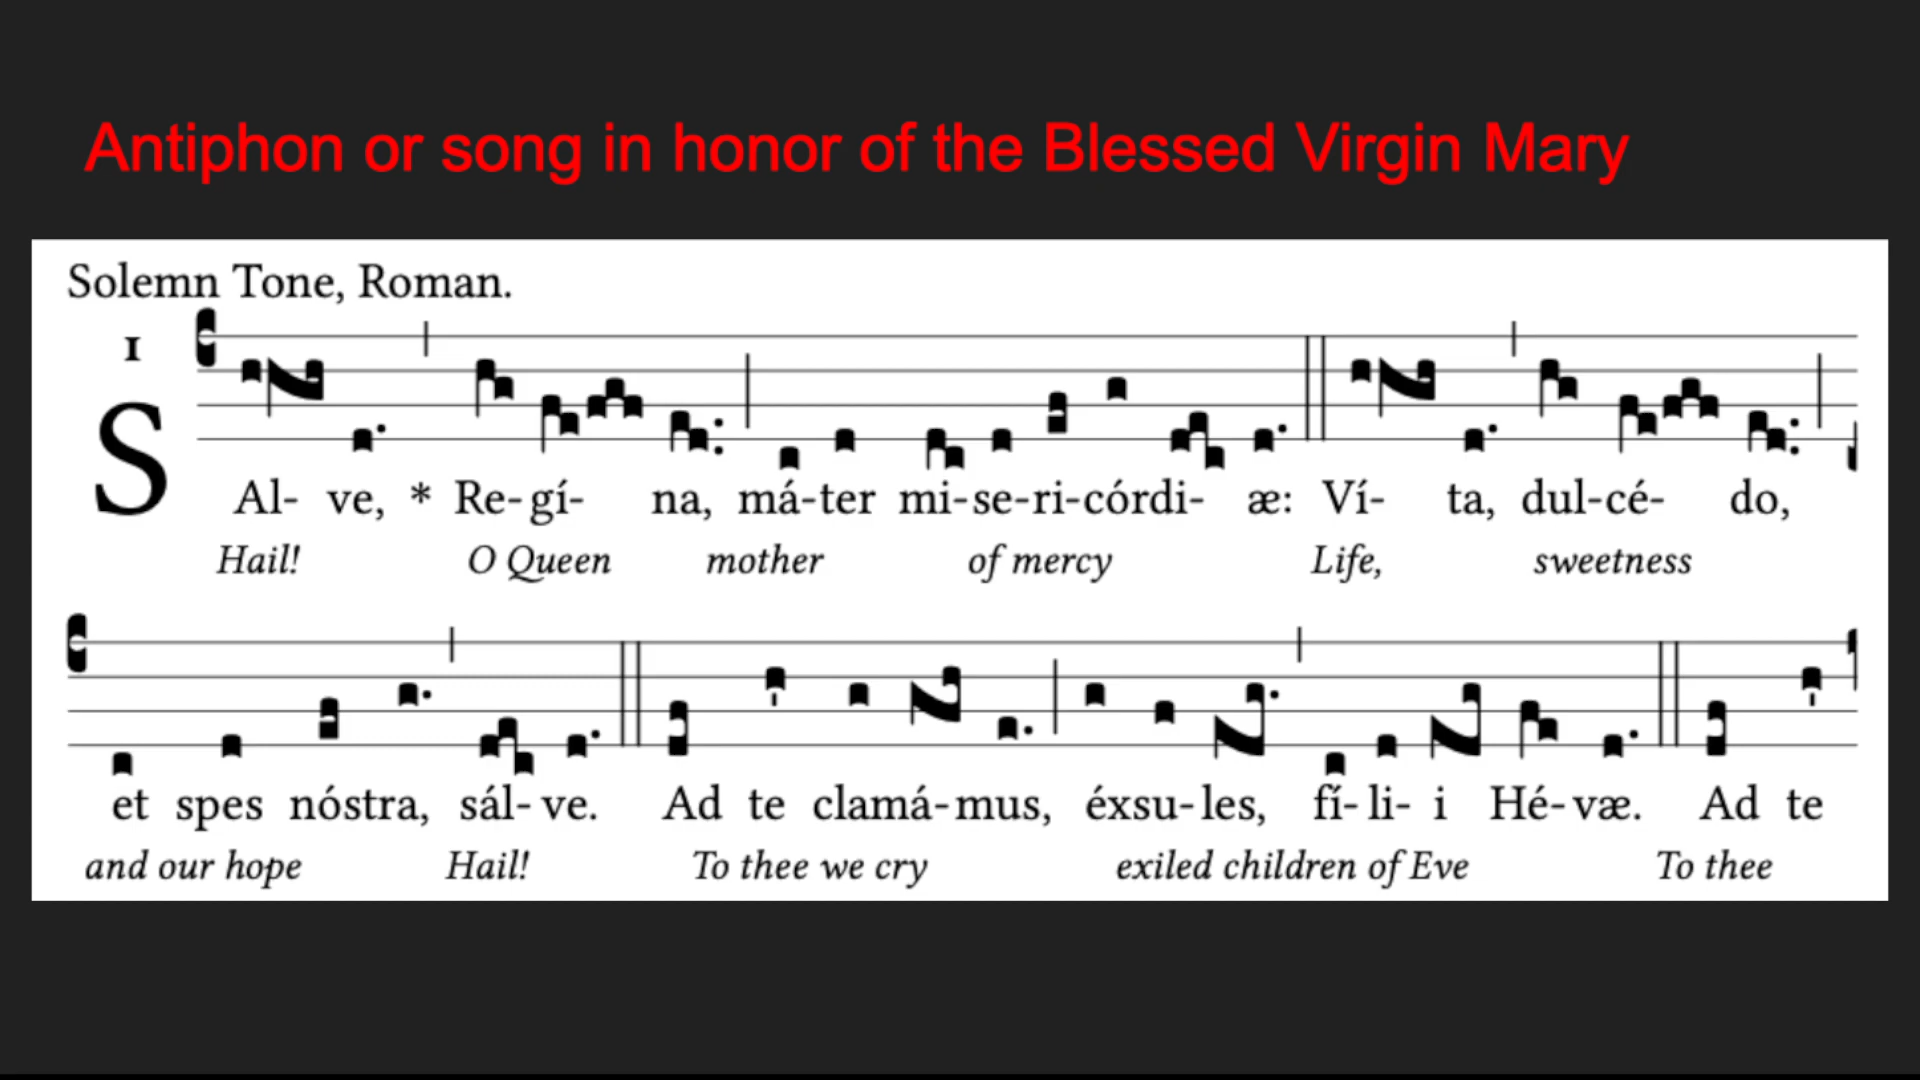 Antiphon or song in honor of the Blessed Virgin Mary
Solemn Tone, Roman.
1
SAl- ve, * Re-gí- na, má-ter mi-se-ri-córdi- æ: Ví- ta, dul-cé- do,
Hail! O Queen mother of mercy Life, sweetness
et spes nóstra, sál- ve. Ad te clamá-mus, éxsu-les, fí-li- i Hé-væ. Ad te
and our hope Hail! To thee we cry exiled children of Eve To thee